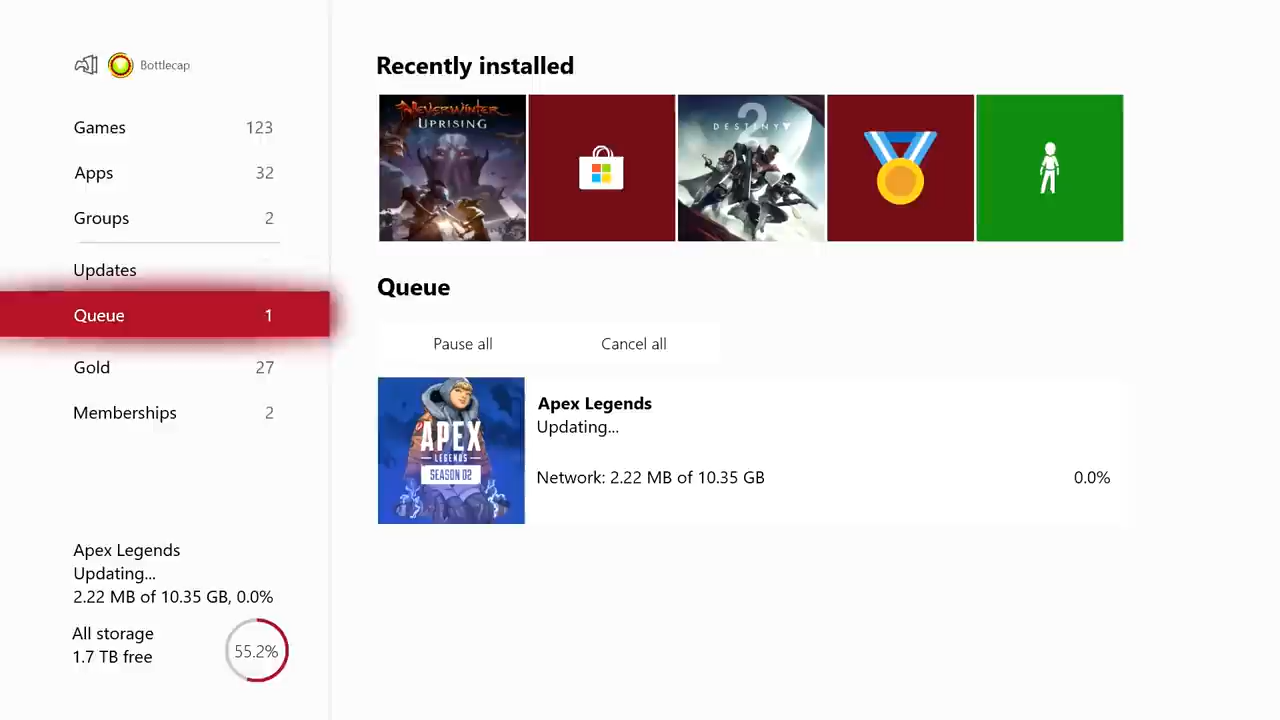 Bottlecap
Games 123
Apps 32
Groups 2
Updates
Queue 1
Gold 27
Memberships 2
Apex Legends
Updating...
2.22 MB of 10.35 GB, 0.0%
All storage
1.7 TB free
55.2%
Recently installed
NEVERWINTER
UPRISING
2
DESTINY
Queue
Pause all Cancel all
APEX
LEGENDS
SEASON 02
Apex Legends
Updating...
Network: 2.22 MB of 10.35 GB 0.0%